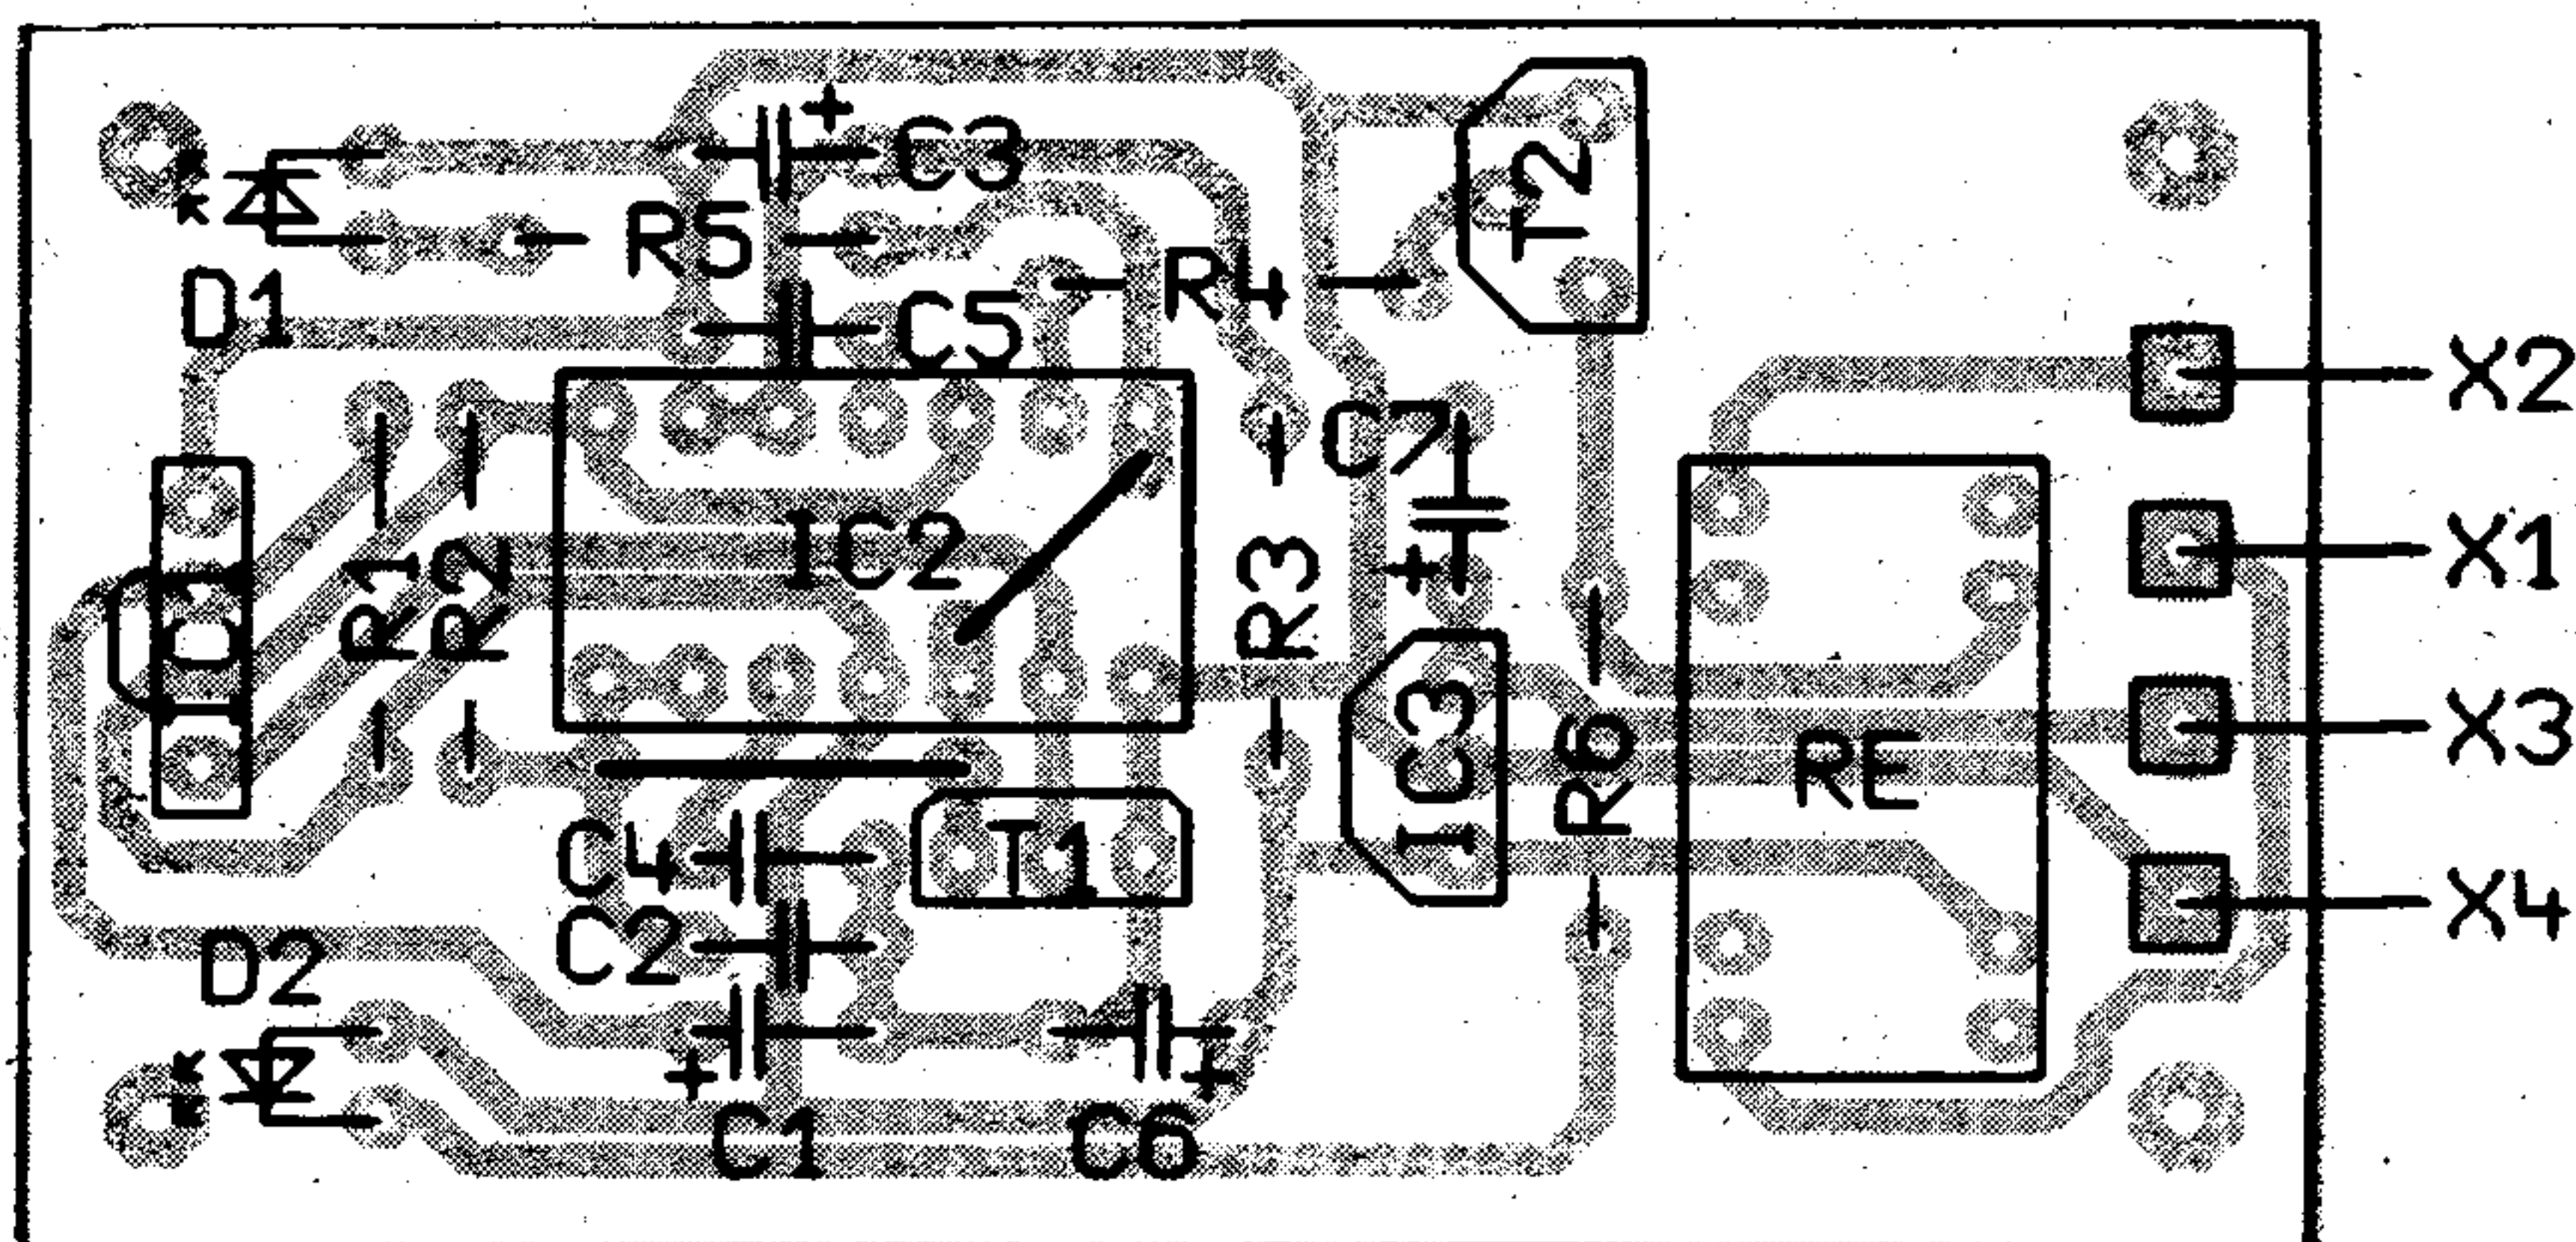 +
C3
T2
R5
D1
R4
C5
X2
C7
IC2
X1
+
IC1
R1
R2
R3
IC3
X3
R6
RE
C4
T1
X4
C2
D2
+
+
C1
C6